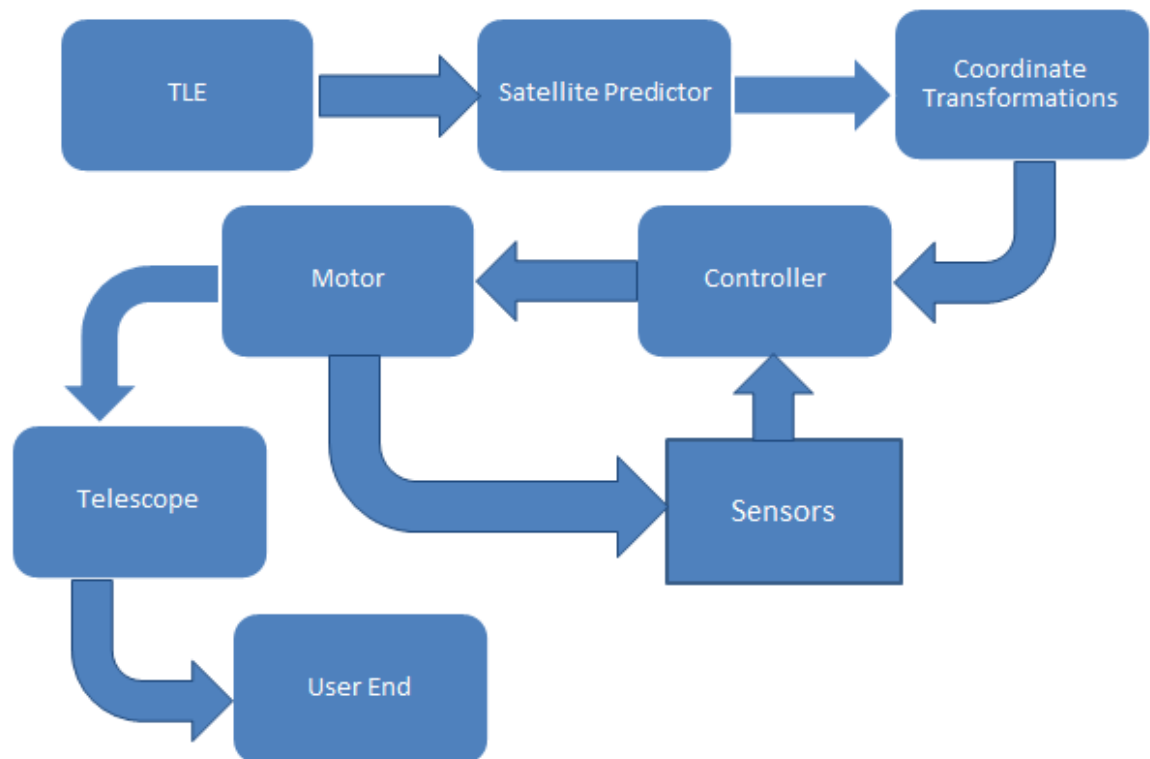 TLE
Satellite Predictor
Coordinate
Transformations
Motor
Controller
Telescope
Sensors
User End